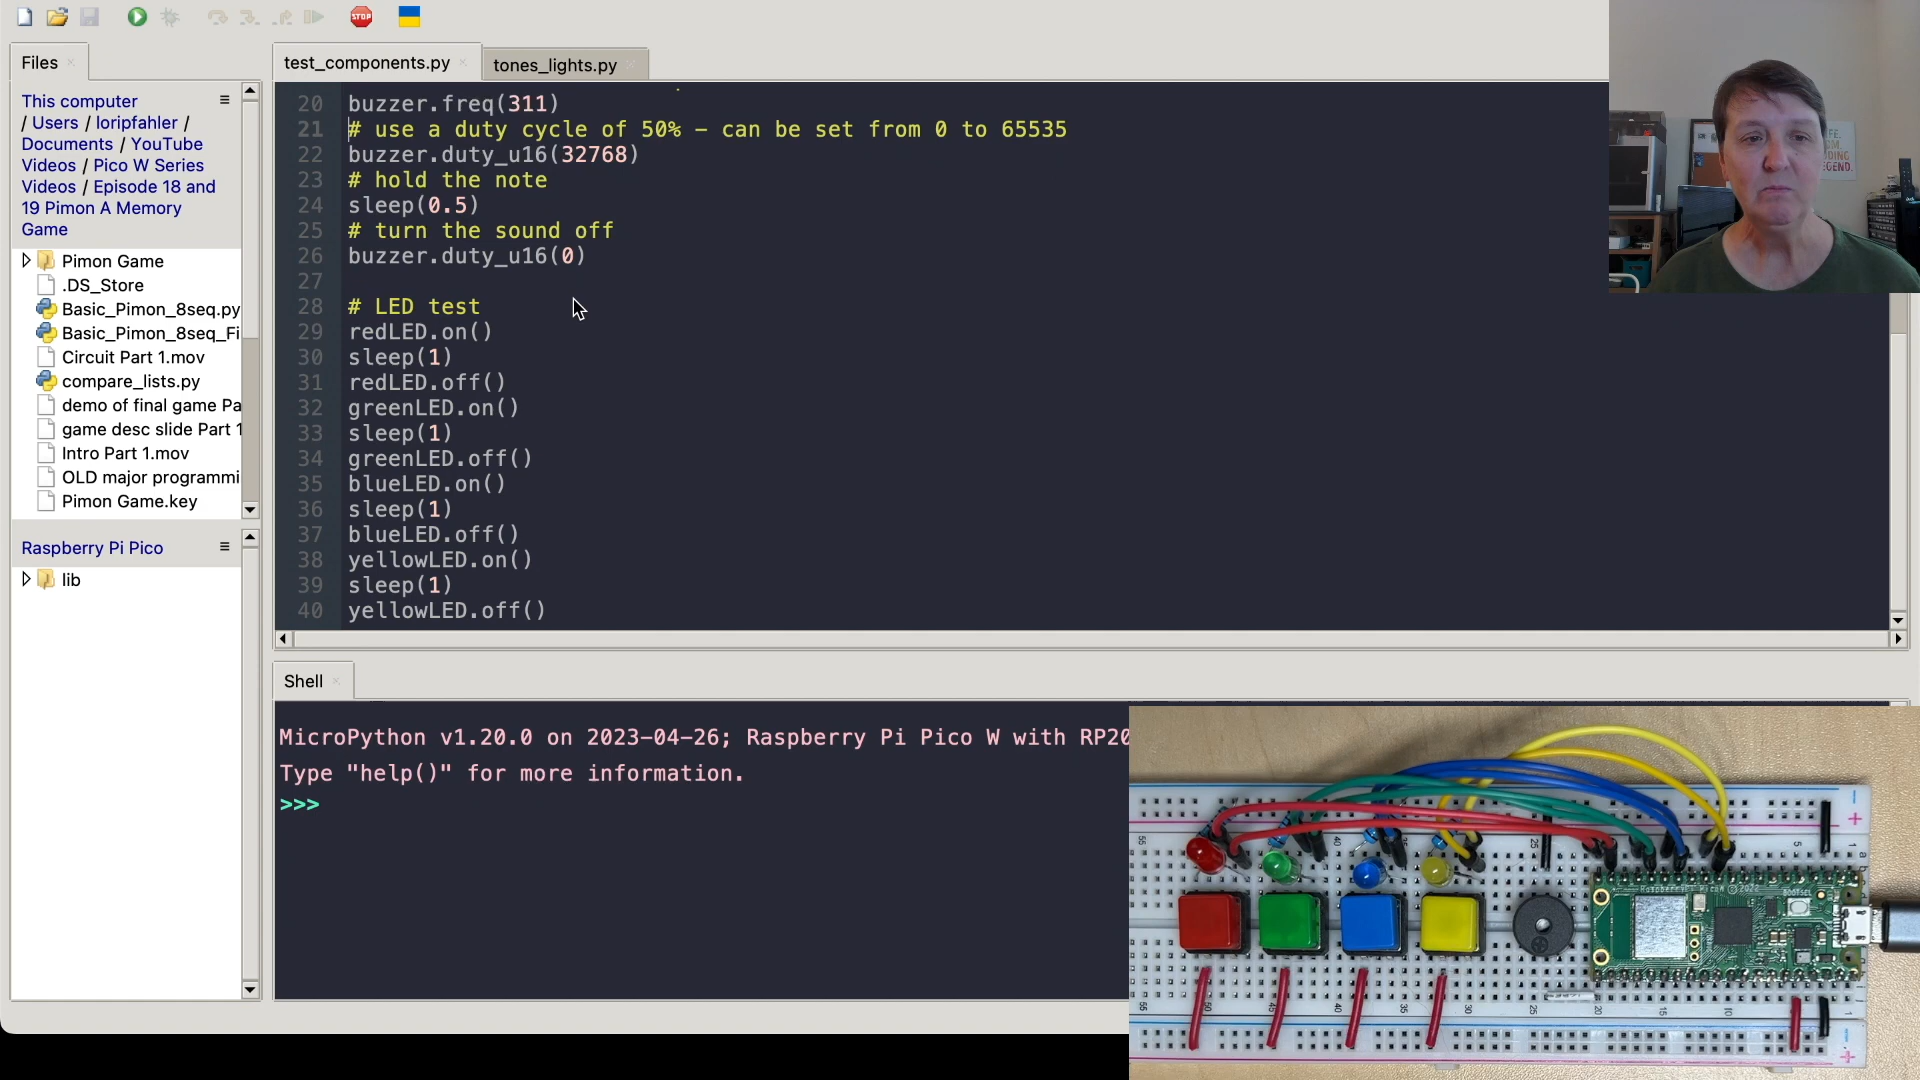 STOP
Files
test_components.py
tones_lights.py
This computer
/ Users / loripfahler /
Documents / YouTube
Videos / Pico W Series
Videos / Episode 18 and
19 Pimon A Memory
Game
Pimon Game
.DS_Store
Basic_Pimon_8seq.py
Basic_Pimon_8seq_Fi
Circuit Part 1.mov
compare_lists.py
demo of final game Pa
game desc slide Part 1
Intro Part 1.mov
OLD major programmi
Pimon Game.key
Raspberry Pi Pico
lib
20 buzzer.freq(311)
21 # use a duty cycle of 50% – can be set from 0 to 65535
22 buzzer.duty_u16(32768)
23 # hold the note
24 sleep(0.5)
25 # turn the sound off
26 buzzer.duty_u16(0)
27
28 # LED test
29 redLED.on()
30 sleep(1)
31 redLED.off()
32 greenLED.on()
33 sleep(1)
34 greenLED.off()
35 blueLED.on()
36 sleep(1)
37 blueLED.off()
38 yellowLED.on()
39 sleep(1)
40 yellowLED.off()
Shell
MicroPython v1.20.0 on 2023-04-26; Raspberry Pi Pico W with RP20
Type "help()" for more information.
>>>